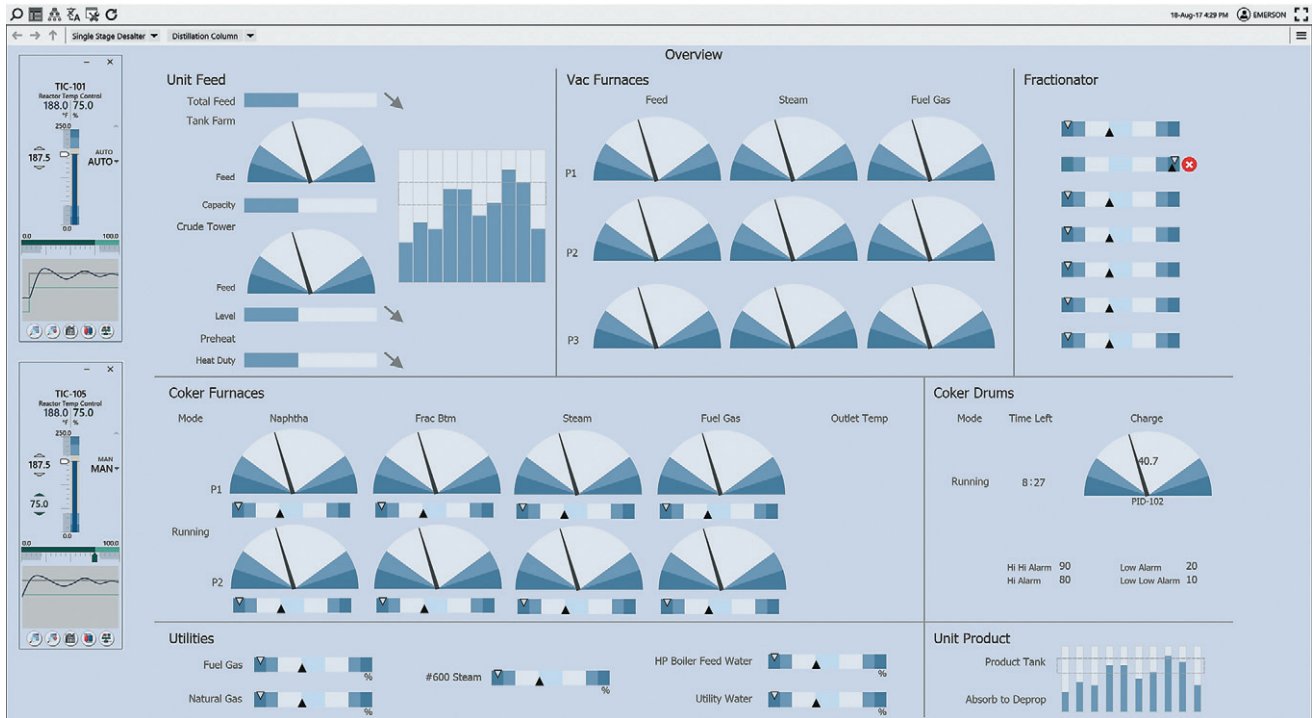 18-Aug-17 4:29 PM EMERSON
Single Stage Desalter Distillation Column
Overview
TIC-101
Reactor Temp Control
188.0 75.0
°F %
250.0
187.5
AUTO
AUTO
0.0
0.0 100.0
TIC-105
Reactor Temp Control
188.0 75.0
°F %
250.0
187.5
MAN
MAN
75.0
0.0
0.0 100.0
Unit Feed
Total Feed
Tank Farm
Feed
Capacity
Crude Tower
Feed
Level
Preheat
Heat Duty
Vac Furnaces
Feed Steam Fuel Gas
P1
P2
P3
Fractionator
Coker Furnaces
Mode Naphtha Frac Btm Steam Fuel Gas Outlet Temp
P1
Running
P2
Coker Drums
Mode Time Left Charge
40.7
Running 8:27
PID-102
Hi Hi Alarm 90 Low Alarm 20
Hi Alarm 80 Low Low Alarm 10
Utilities
Fuel Gas
%
Natural Gas
%
#600 Steam
%
HP Boiler Feed Water
%
Utility Water
%
Unit Product
Product Tank
Absorb to Deprop